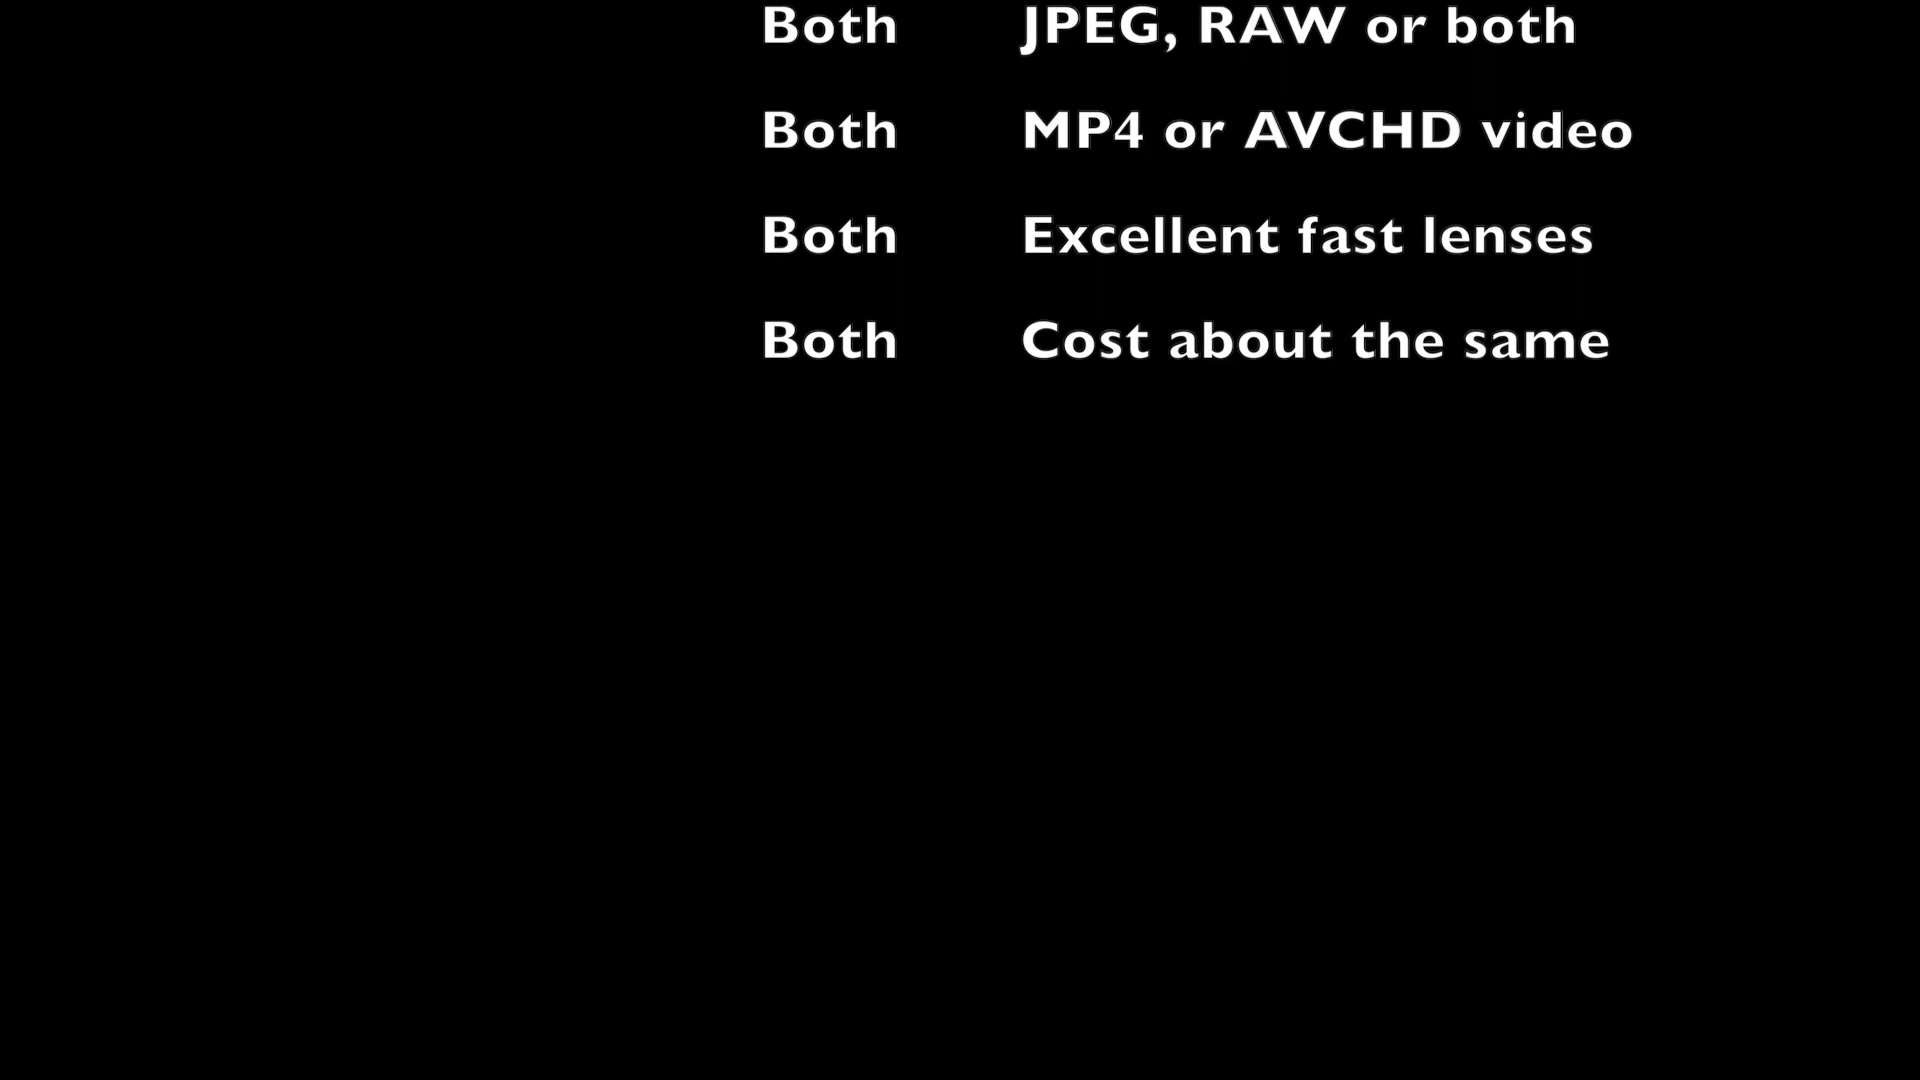 Both JPEG, RAW or both
Both MP4 or AVCHD video
Both Excellent fast lenses
Both Cost about the same